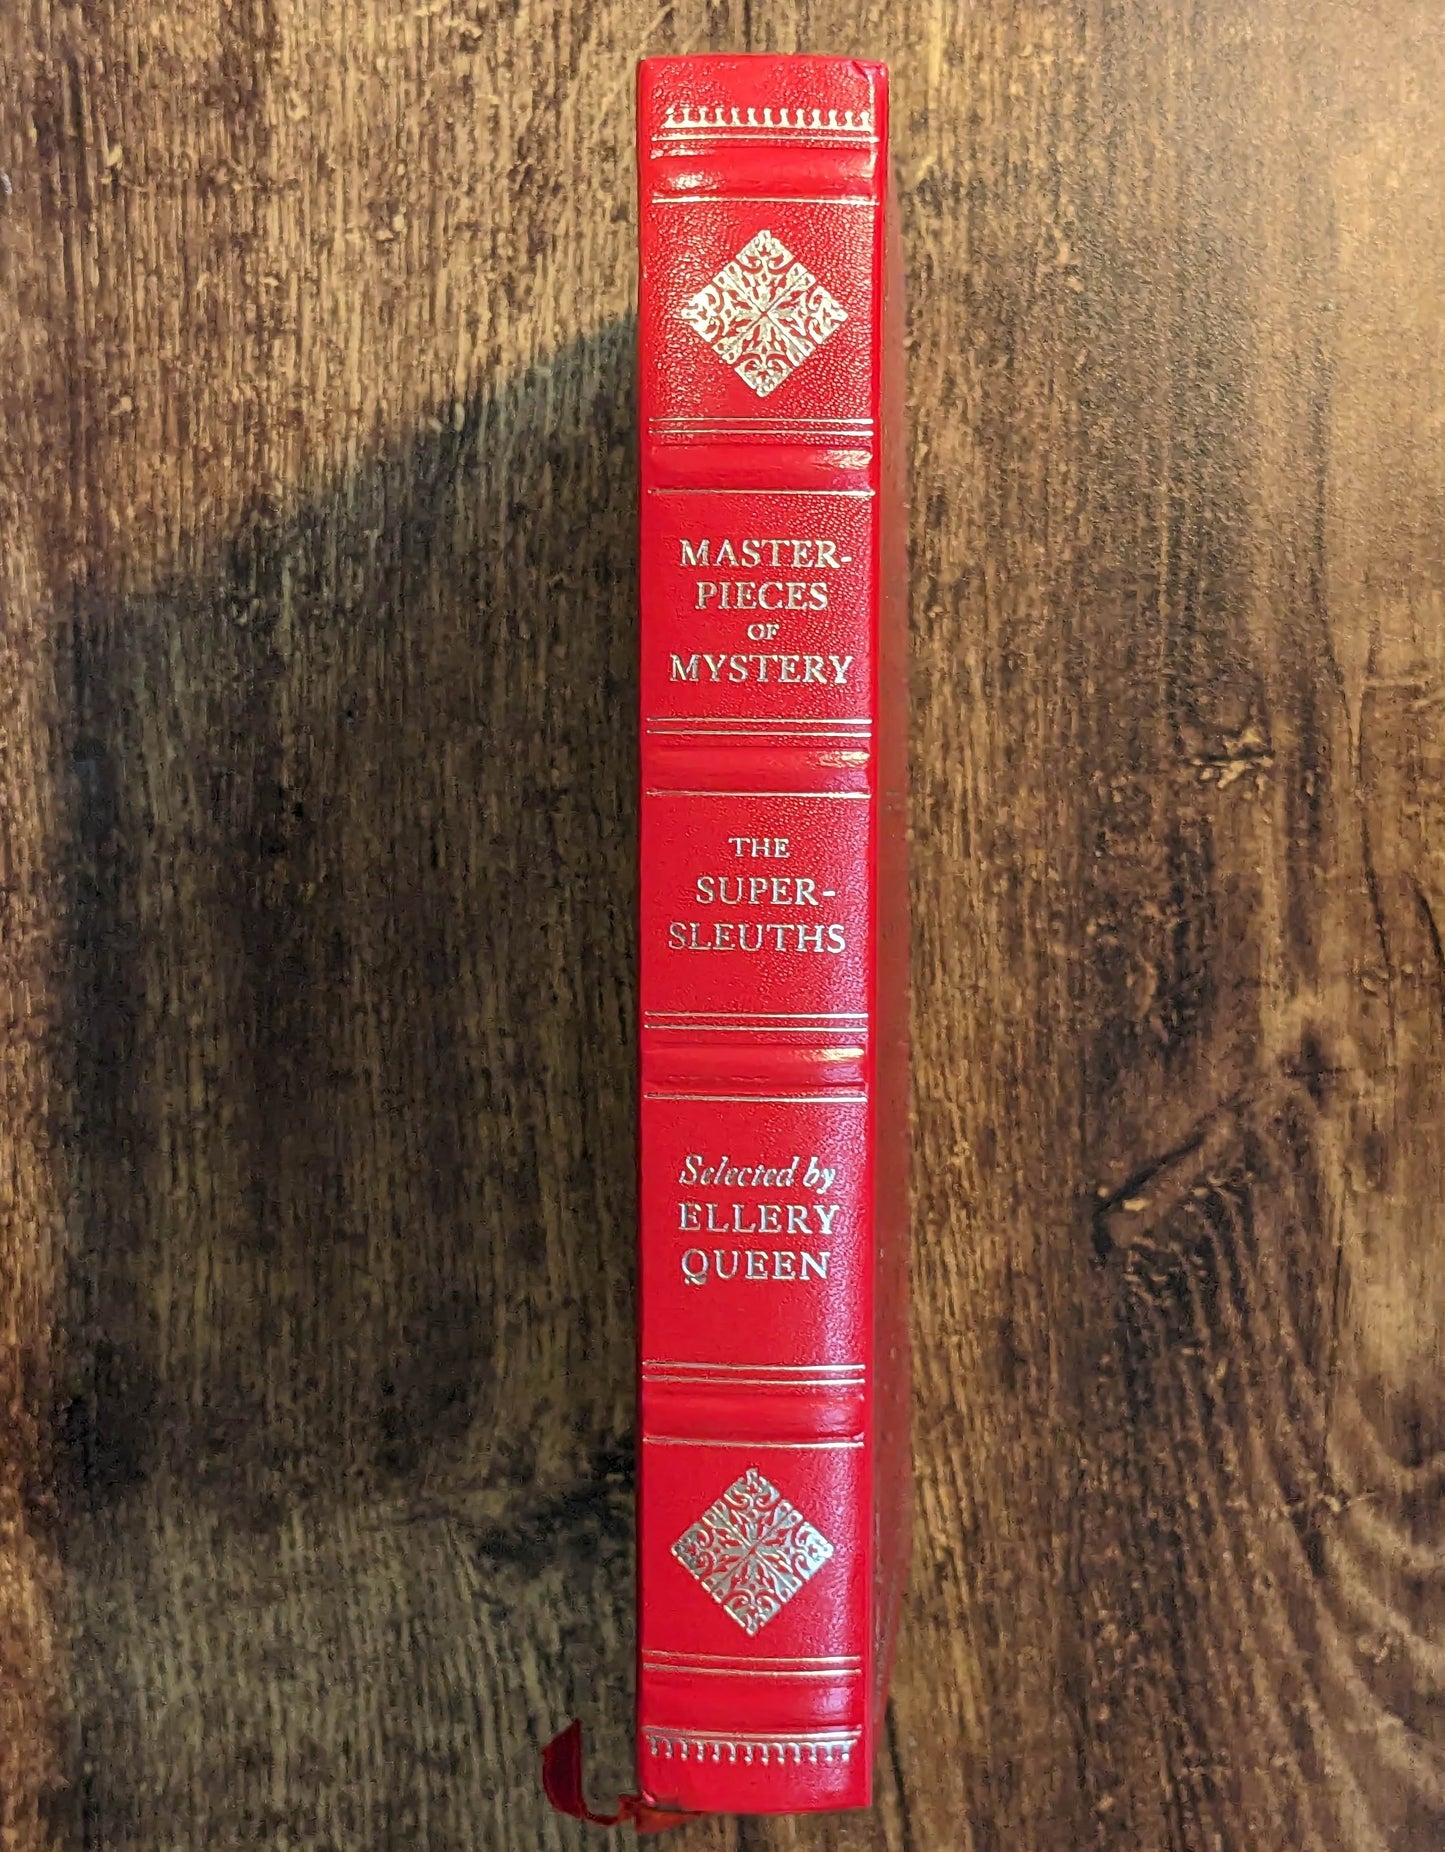 MASTER-
PIECES
OF
MYSTERY
THE
SUPER-
SLEUTHS
Selected by
ELLERY
QUEEN